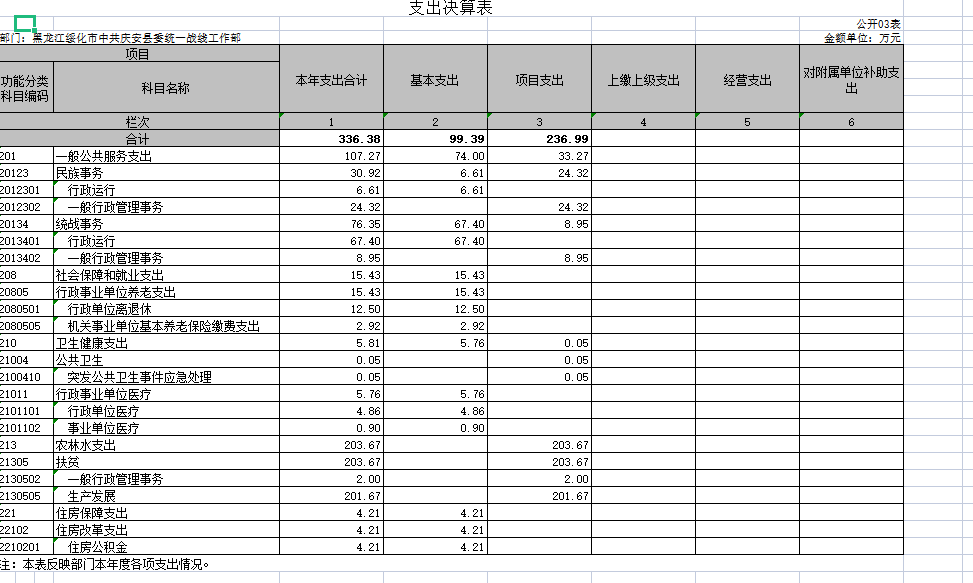 支出决算表
公开03表
部门：黑龙江绥化市中共庆安县委统一战线工作部 金额单位：万元
项目 本年支出合计 基本支出 项目支出 上缴上级支出 经营支出 对附属单位补助支出
功能分类科目编码 科目名称
栏次 1 2 3 4 5 6
合计 336.38 99.39 236.99
201 一般公共服务支出 107.27 74.00 33.27
20123 民族事务 30.92 6.61 24.32
2012301 行政运行 6.61 6.61
2012302 一般行政管理事务 24.32 24.32
20134 统战事务 76.35 67.40 8.95
2013401 行政运行 67.40 67.40
2013402 一般行政管理事务 8.95 8.95
208 社会保障和就业支出 15.43 15.43
20805 行政事业单位养老支出 15.43 15.43
2080501 行政单位离退休 12.50 12.50
2080505 机关事业单位基本养老保险缴费支出 2.92 2.92
210 卫生健康支出 5.81 5.76 0.05
21004 公共卫生 0.05 0.05
2100410 突发公共卫生事件应急处理 0.05 0.05
21011 行政事业单位医疗 5.76 5.76
2101101 行政单位医疗 4.86 4.86
2101102 事业单位医疗 0.90 0.90
213 农林水支出 203.67 203.67
21305 扶贫 203.67 203.67
2130502 一般行政管理事务 2.00 2.00
2130505 生产发展 201.67 201.67
221 住房保障支出 4.21 4.21
22102 住房改革支出 4.21 4.21
2210201 住房公积金 4.21 4.21
注：本表反映部门本年度各项支出情况。